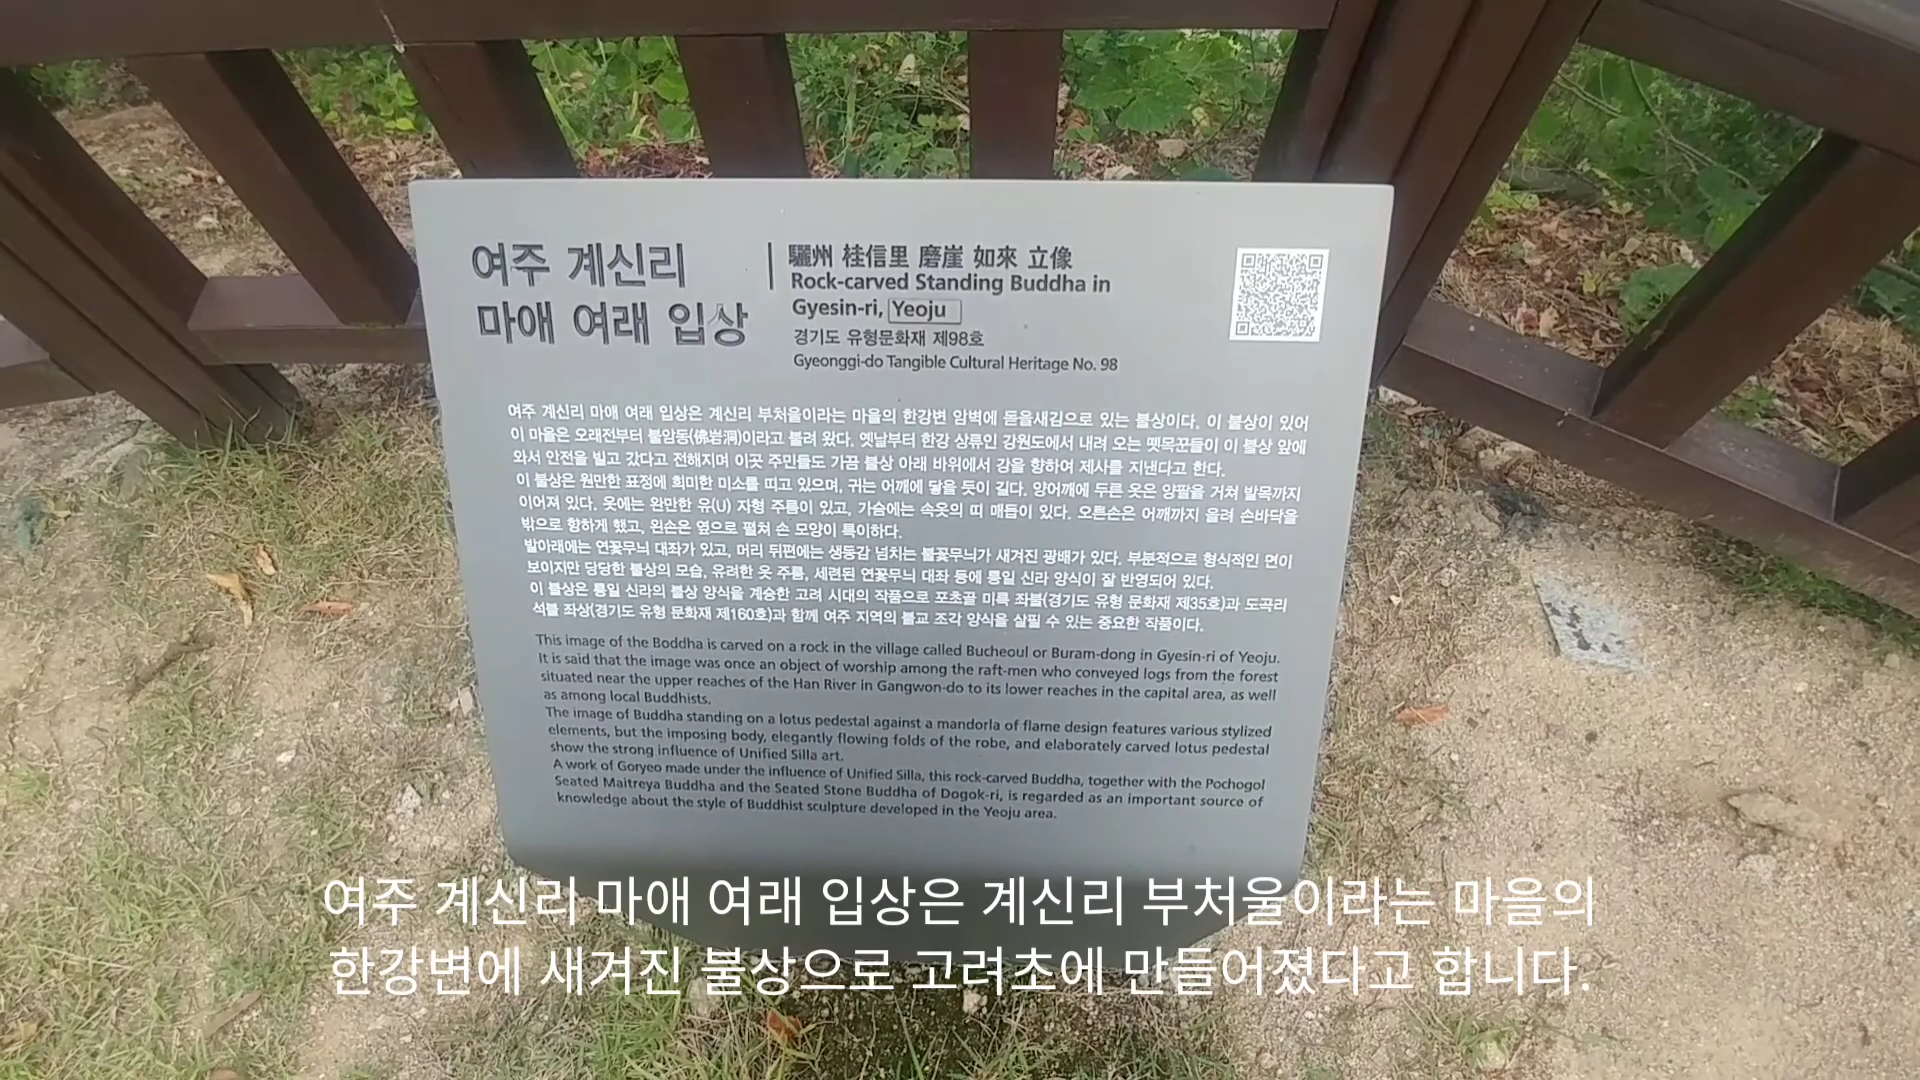 여주 계신리
마애 여래 입상
驪州 桂信里 磨崖 如來 立像
Rock-carved Standing Buddha in
Gyesin-ri, Yeoju
경기도 유형문화재 제98호
Gyeonggi-do Tangible Cultural Heritage No. 98
여주 계신리 마애 여래 입상은 계신리 부처울이라는 마을의 한강변 암벽에 돋을새김으로 있는 불상이다. 이 불상이 있어
이 마을은 오래전부터 불암동(佛岩洞)이라고 불려 왔다. 옛날부터 한강 상류인 강원도에서 내려 오는 뗏목꾼들이 이 불상 앞에
와서 안전을 빌고 갔다고 전해지며 이곳 주민들도 가끔 불상 아래 바위에서 강을 향하여 제사를 지낸다고 한다.
이 불상은 원만한 표정에 희미한 미소를 띠고 있으며, 귀는 어깨에 닿을 듯이 길다. 양어깨에 두른 옷은 양팔을 거쳐 발목까지
이어져 있다. 옷에는 완만한 유(U) 자형 주름이 있고, 가슴에는 속옷의 띠 매듭이 있다. 오른손은 어깨까지 올려 손바닥을
밖으로 향하게 했고, 왼손은 옆으로 펼쳐 손 모양이 특이하다.
발아래에는 연꽃무늬 대좌가 있고, 머리 뒤편에는 생동감 넘치는 불꽃무늬가 새겨진 광배가 있다. 부분적으로 형식적인 면이
보이지만 당당한 불상의 모습, 유려한 옷 주름, 세련된 연꽃무늬 대좌 등에 통일 신라 양식이 잘 반영되어 있다.
이 불상은 통일 신라의 불상 양식을 계승한 고려 시대의 작품으로 포초골 미륵 좌불(경기도 유형 문화재 제35호)과 도곡리
석불 좌상(경기도 유형 문화재 제160호)과 함께 여주 지역의 불교 조각 양식을 살필 수 있는 중요한 작품이다.
This image of the Boddha is carved on a rock in the village called Bucheoul or Buram-dong in Gyesin-ri of Yeoju.
It is said that the image was once an object of worship among the raft-men who conveyed logs from the forest
situated near the upper reaches of the Han River in Gangwon-do to its lower reaches in the capital area, as well
as among local Buddhists.
The image of Buddha standing on a lotus pedestal against a mandorla of flame design features various stylized
elements, but the imposing body, elegantly flowing folds of the robe, and elaborately carved lotus pedestal
show the strong influence of Unified Silla art.
A work of Goryeo made under the influence of Unified Silla, this rock-carved Buddha, together with the Pochogol
Seated Maitreya Buddha and the Seated Stone Buddha of Dogok-ri, is regarded as an important source of
knowledge about the style of Buddhist sculpture developed in the Yeoju area.
여주 계신리 마애 여래 입상은 계신리 부처울이라는 마을의
한강변에 새겨진 불상으로 고려초에 만들어졌다고 합니다.